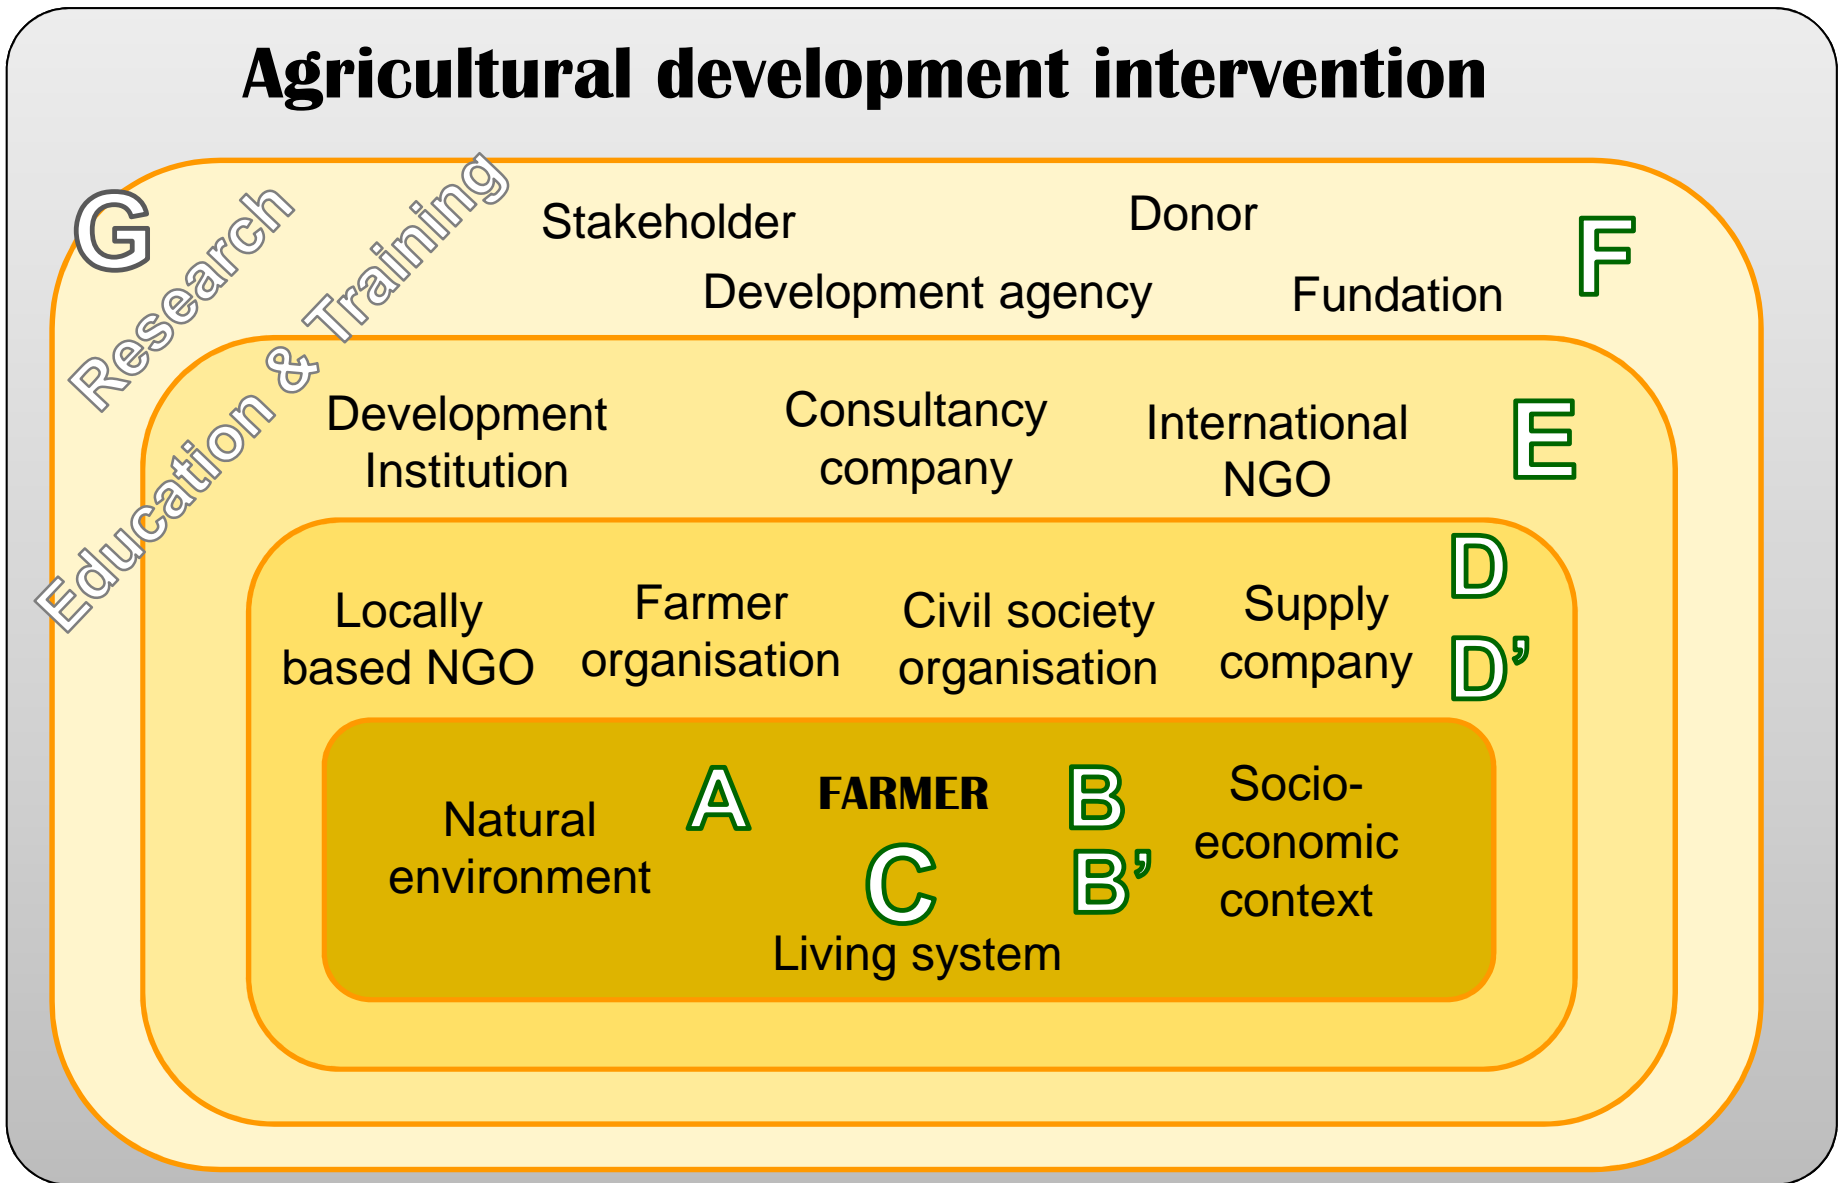 Agricultural development intervention
G
Research
Education & Training
Stakeholder
Donor
Development agency
Fundation
F
Development
Institution
Consultancy
company
International
NGO
E
Locally
based NGO
Farmer
organisation
Civil society
organisation
Supply
company
D
D’
Natural
environment
A
FARMER
C
Living system
B
B’
Socio-
economic
context